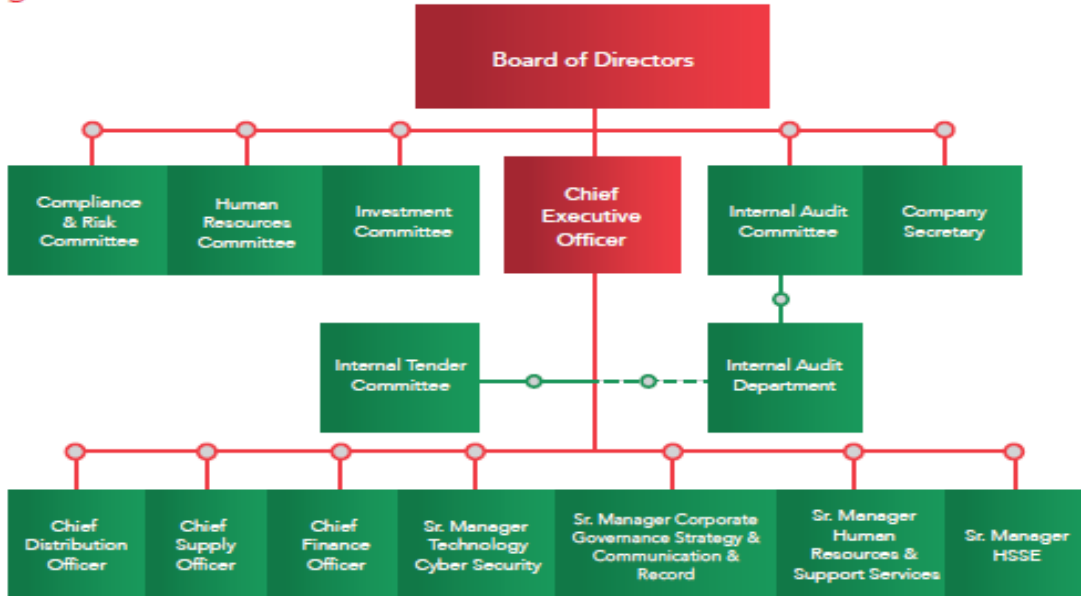 Board of Directors
Compliance
& Risk
Committee
Human
Resources
Committee
Investment
Committee
Chief
Executive
Officer
Internal Audit
Committee
Company
Secretary
Internal Tender
Committee
Internal Audit
Department
Chief
Distribution
Officer
Chief
Supply
Officer
Chief
Finance
Officer
Sr. Manager
Technology
Cyber Security
Sr. Manager Corporate
Governance Strategy &
Communication &
Record
Sr. Manager
Human
Resources &
Support Services
Sr. Manager
HSSE